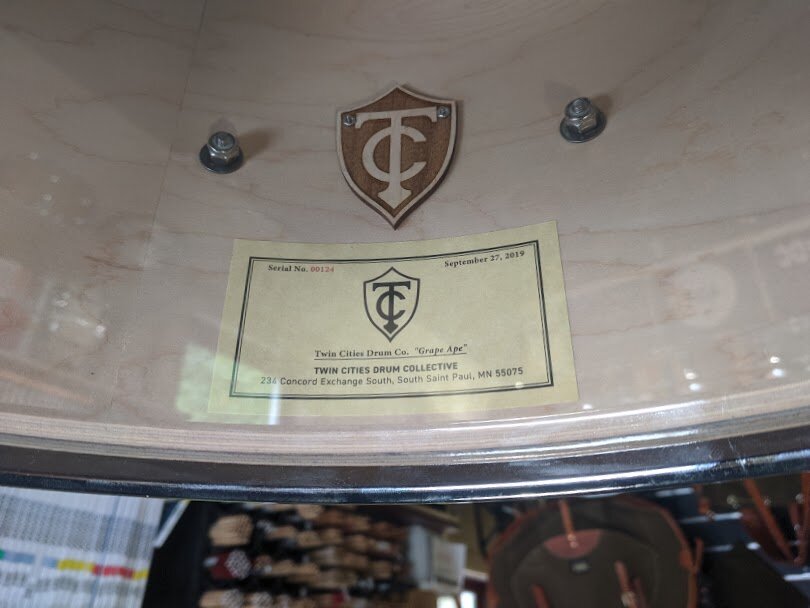 TC
Serial No. 00124
September 27, 2019
TC
Twin Cities Drum Co. "Grape Ape"
TWIN CITIES DRUM COLLECTIVE
234 Concord Exchange South, South Saint Paul, MN 55075